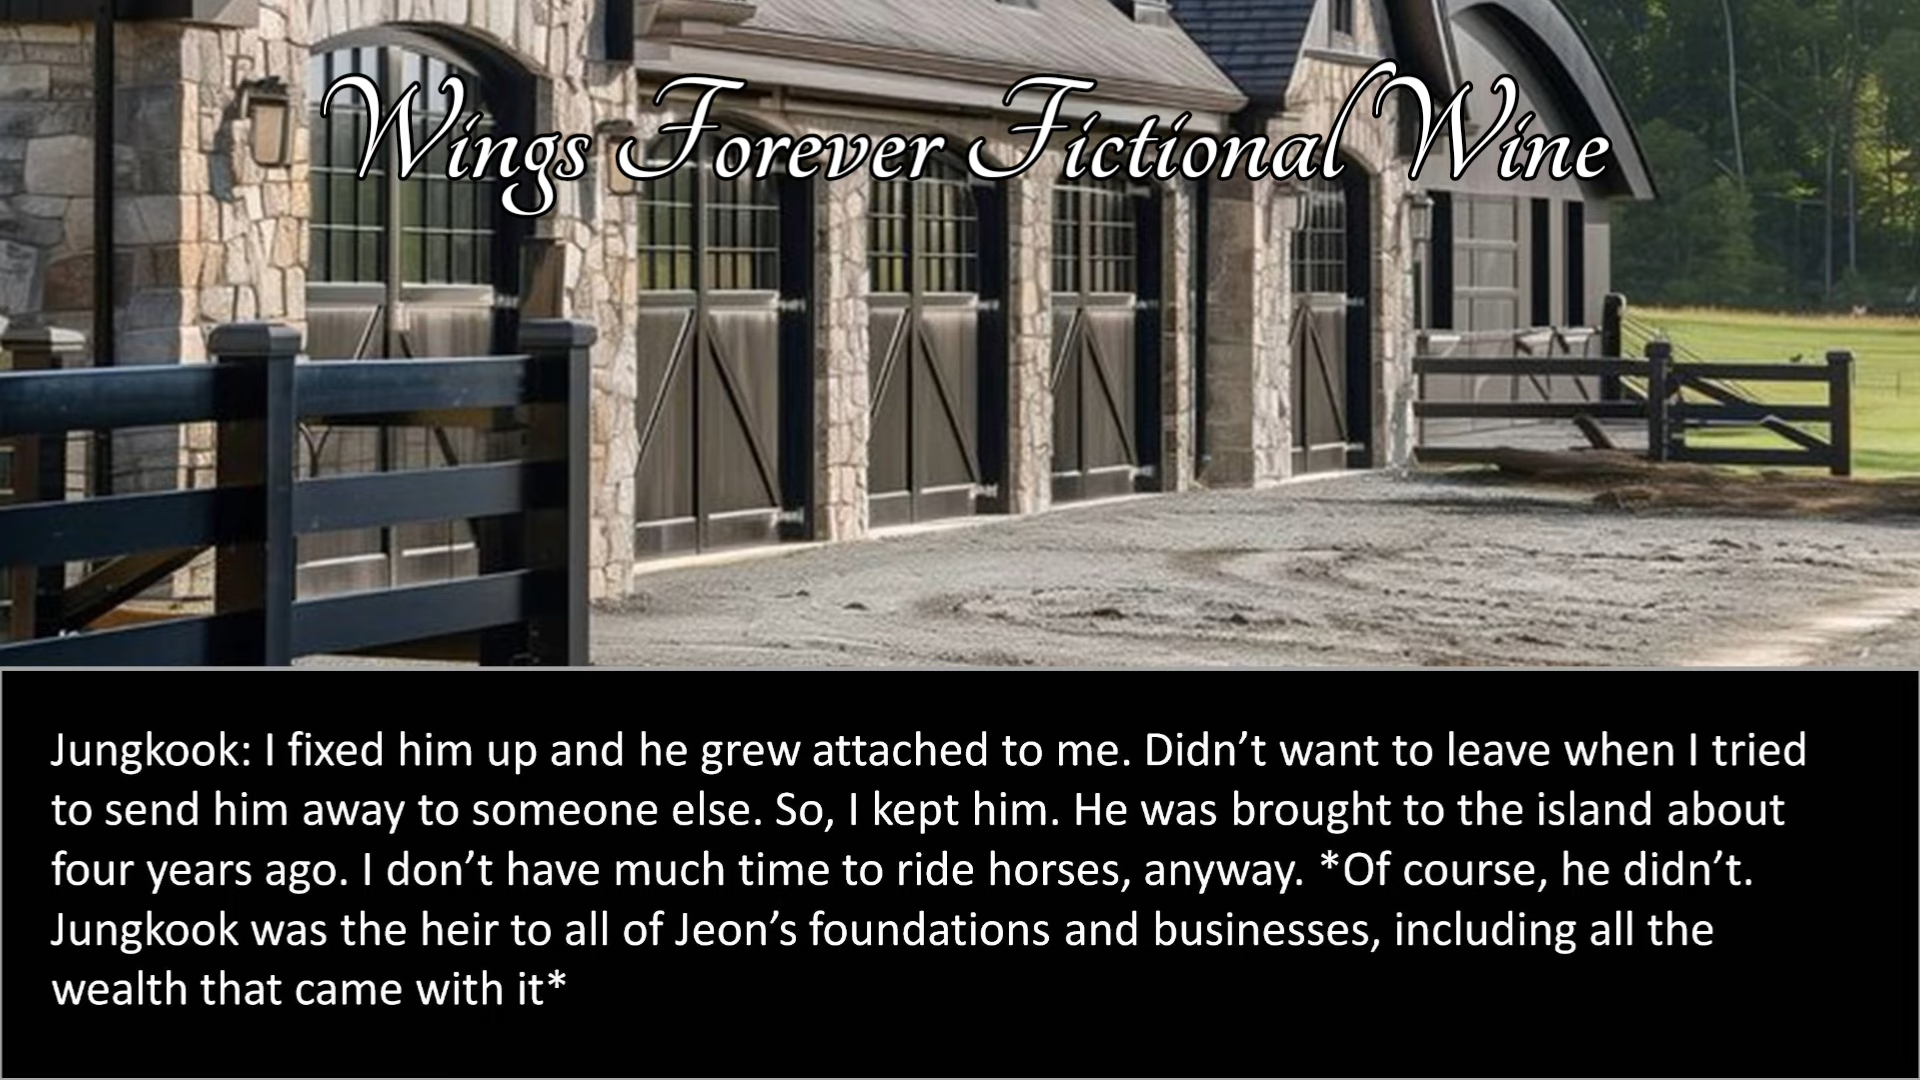 Wings Forever Fictional Wine
Jungkook: I fixed him up and he grew attached to me. Didn’t want to leave when I tried
to send him away to someone else. So, I kept him. He was brought to the island about
four years ago. I don’t have much time to ride horses, anyway. *Of course, he didn’t.
Jungkook was the heir to all of Jeon’s foundations and businesses, including all the
wealth that came with it*